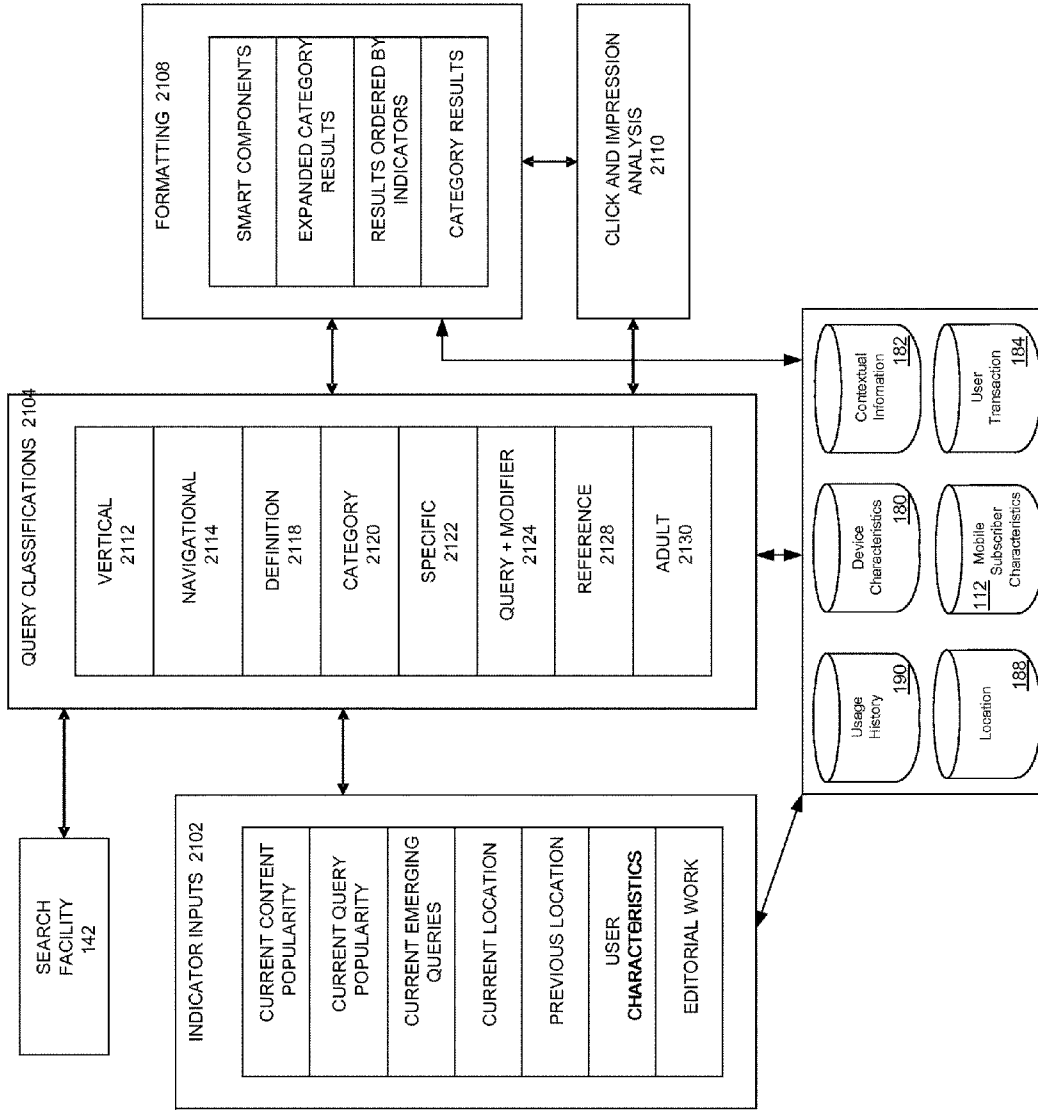 SEARCH
FACILITY
142
INDICATOR INPUTS 2102
CURRENT CONTENT
POPULARITY
CURRENT QUERY
POPULARITY
CURRENT EMERGING
QUERIES
CURRENT LOCATION
PREVIOUS LOCATION
USER
CHARACTERISTICS
EDITORIAL WORK
QUERY CLASSIFICATIONS 2104
VERTICAL
2112
NAVIGATIONAL
2114
DEFINITION
2118
CATEGORY
2120
SPECIFIC
2122
QUERY + MODIFIER
2124
REFERENCE
2128
ADULT
2130
FORMATTING 2108
SMART COMPONENTS
EXPANDED CATEGORY
RESULTS
RESULTS ORDERED BY
INDICATORS
CATEGORY RESULTS
CLICK AND IMPRESSION
ANALYSIS
2110
Usage
History
190
Device
Characteristics
180
Contextual
Infomation
182
Location
188
112 Mobile
Subscriber
Characteristics
User
Transaction
184